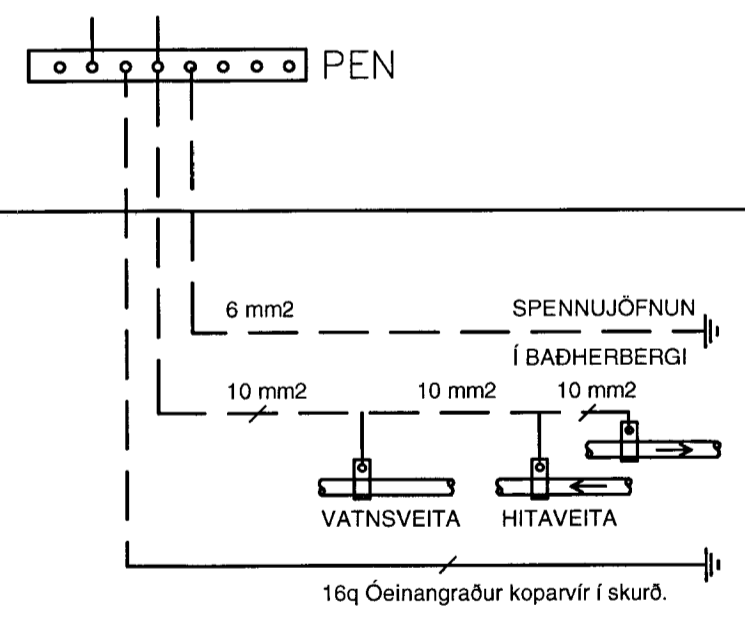 PEN
6 mm2
SPENNUJÖFNUN
Í BAÐHERBERGI
10 mm2
10 mm2
10 mm2
VATNSVEITA
HITAVEITA
16q Óeinangraður koparvír í skurð.